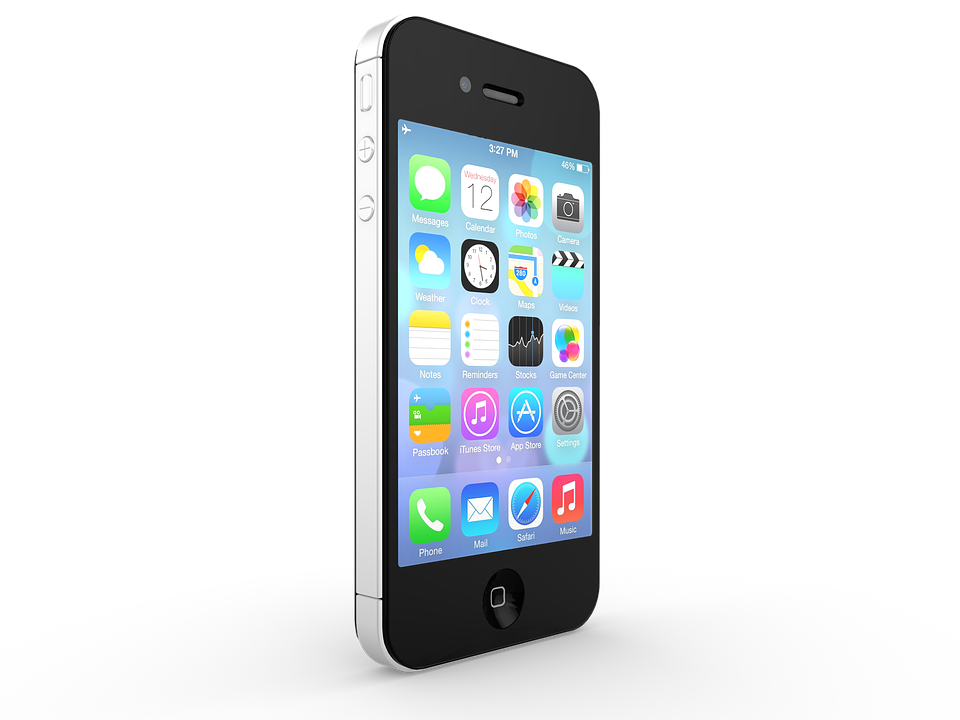 3:27 PM
46%
Messages
Wednesday
12
Calendar
Photos
Camera
Weather
Clock
280
Maps
Videos
Notes
Reminders
Stocks
Game Center
Passbook
iTunes Store
App Store
Settings
Phone
Mail
Safari
Music